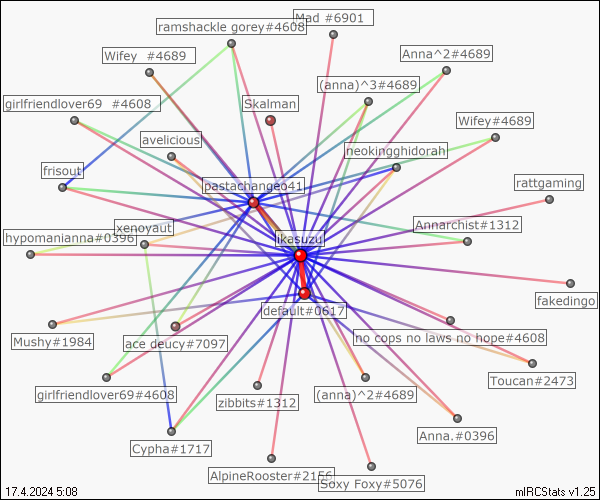 Mad #6901
ramshackle gorey#4608
Wifey  #4689
Anna^2#4689
(anna)^3#4689
girlfriendlover69  #4608
Skalman
Wifey#4689
avelicious
neokingghidorah
frisout
pastachangeo41
rattgaming
Annarchist#1312
xenoyaut
hypomanianna#0396
ikasuzu
fakedingo
default#0617
no cops no laws no hope#4608
Mushy#1984
ace deucy#7097
Toucan#2473
girlfriendlover69#4608
(anna)^2#4689
zibbits#1312
Anna.#0396
Cypha#1717
AlpineRooster#2156
Soxy Foxy#5076
17.4.2024 5:08
mIRCStats v1.25